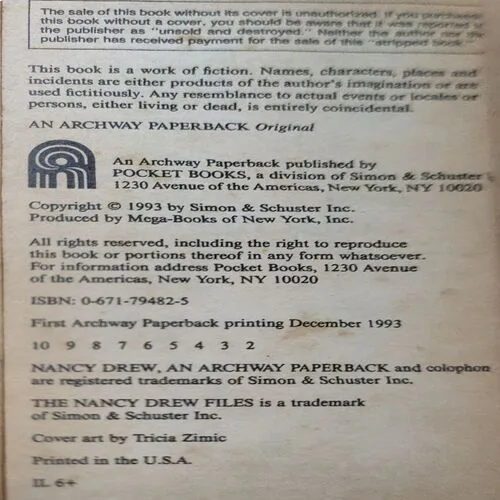 The sale of this book without its cover is unauthorized. If you purchased
this book without a cover, you should be aware that it was reported to
the publisher as "unsold and destroyed." Neither the author nor the
publisher has received payment for the sale of this "stripped book."
This book is a work of fiction. Names, characters, places and
incidents are either products of the author's imagination or are
used fictitiously. Any resemblance to actual events or locales or
persons, either living or dead, is entirely coincidental.
AN ARCHWAY PAPERBACK Original
An Archway Paperback published by
POCKET BOOKS, a division of Simon & Schuster
1230 Avenue of the Americas, New York, NY 10020
Copyright © 1993 by Simon & Schuster Inc.
Produced by Mega-Books of New York, Inc.
All rights reserved, including the right to reproduce
this book or portions thereof in any form whatsoever.
For information address Pocket Books, 1230 Avenue
of the Americas, New York, NY 10020
ISBN: 0-671-79482-5
First Archway Paperback printing December 1993
10 9 8 7 6 5 4 3 2
NANCY DREW, AN ARCHWAY PAPERBACK and colophon
are registered trademarks of Simon & Schuster Inc.
THE NANCY DREW FILES is a trademark
of Simon & Schuster Inc.
Cover art by Tricia Zimic
Printed in the U.S.A.
IL 6+